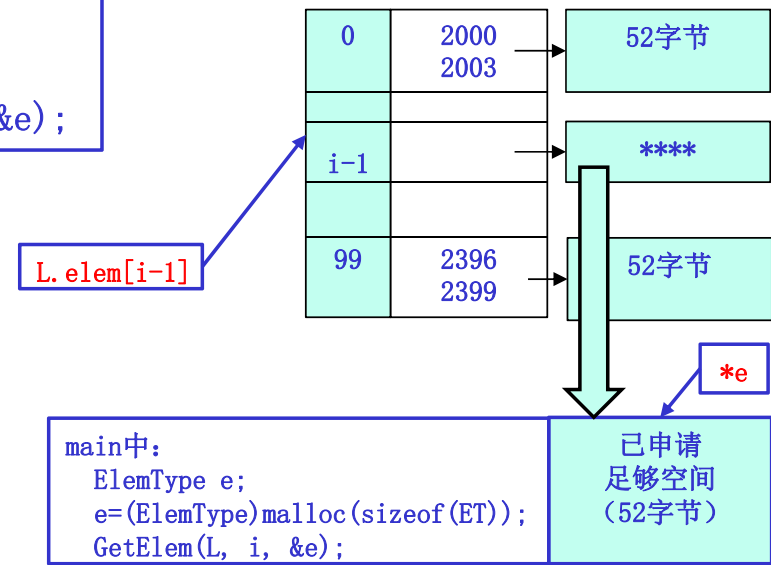 &e);
0 2000 52字节
2003
i-1 ****
L.elem[i-1]
99 2396 52字节
2399
*e
main中：
ElemType e;
e=(ElemType)malloc(sizeof(ET));
GetElem(L, i, &e);
已申请
足够空间
（52字节）